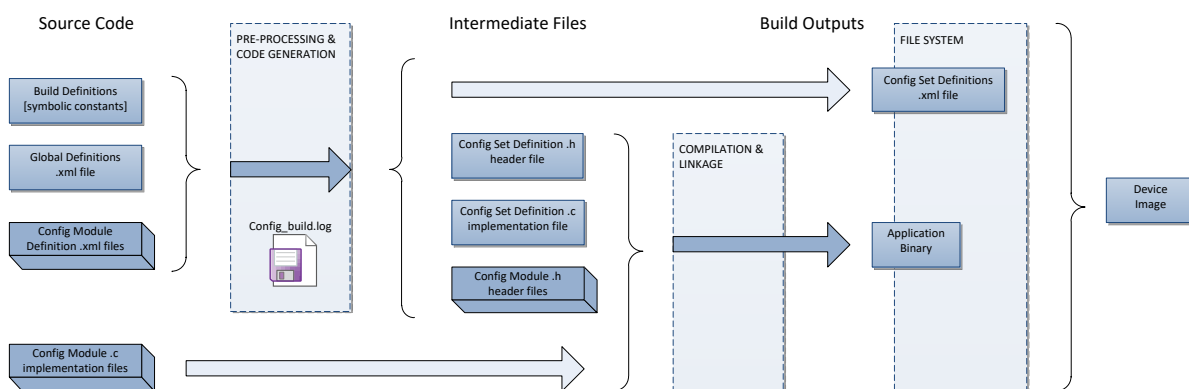 Source Code
Intermediate Files
Build Outputs
PRE-PROCESSING &
CODE GENERATION
FILE SYSTEM
Build Definitions
[symbolic constants]
Config Set Definitions
.xml file
Global Definitions
.xml file
Config Set Definition .h
header file
COMPILATION &
LINKAGE
Device
Image
Config Module
Definition .xml files
Config_build.log
Config Set Definition .c
implementation file
Application
Binary
Config Module .h
header files
Config Module .c
implementation files